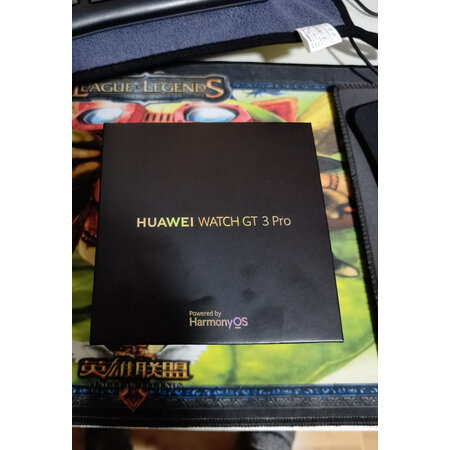 LEAGUE OF LEGENDS
HUAWEI WATCH GT 3 Pro
Powered by
HarmonyOS
英雄联盟
LEAGUE OF LEGENDS